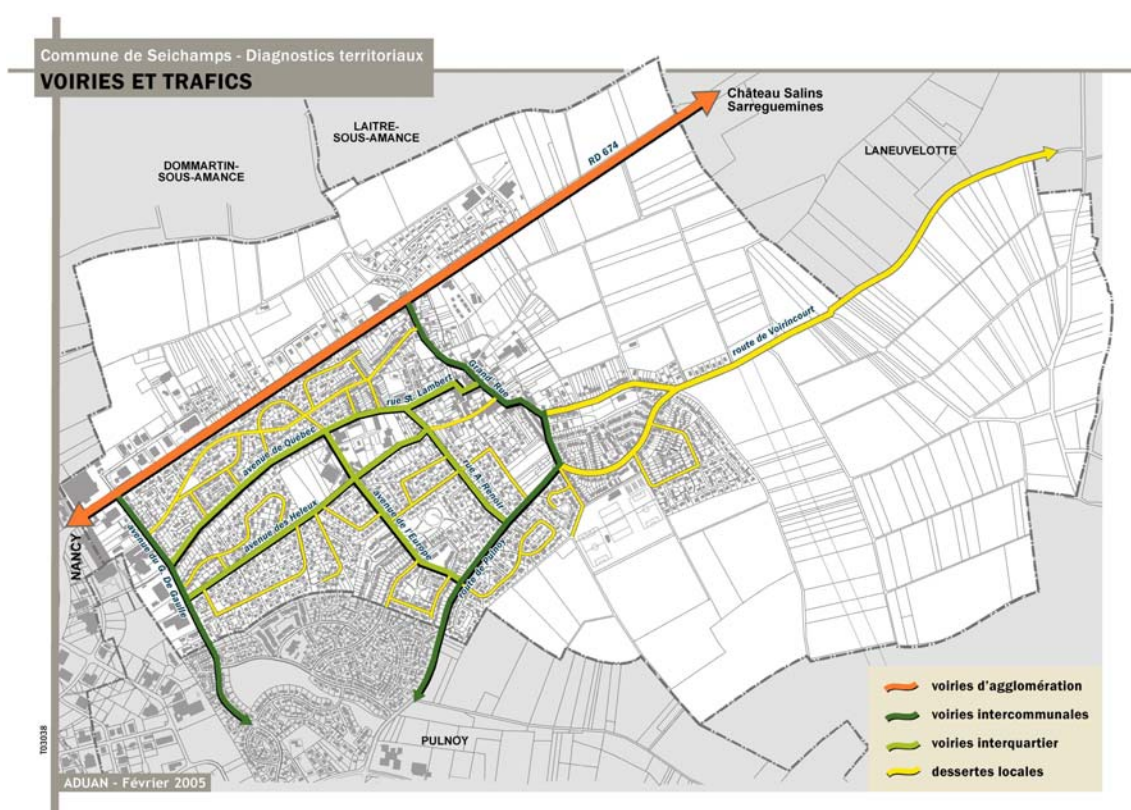 Commune de Seichamps - Diagnostics territoriaux
VOIRIES ET TRAFICS
Château Salins
Sarreguemines
LAITRE-
SOUS-AMANCE
DOMMARTIN-
SOUS-AMANCE
LANEUVELOTTE
RD 674
route de Voirincourt
Grande Rue
rue St. Lambert
avenue de Québec
rue A. Renoir
avenue des Heleux
avenue de l'Europe
route de Pulnoy
avenue du G. De Gaulle
NANCY
PULNOY
voiries d'agglomération
voiries intercommunales
voiries interquartier
dessertes locales
T03038
ADUAN - Février 2005